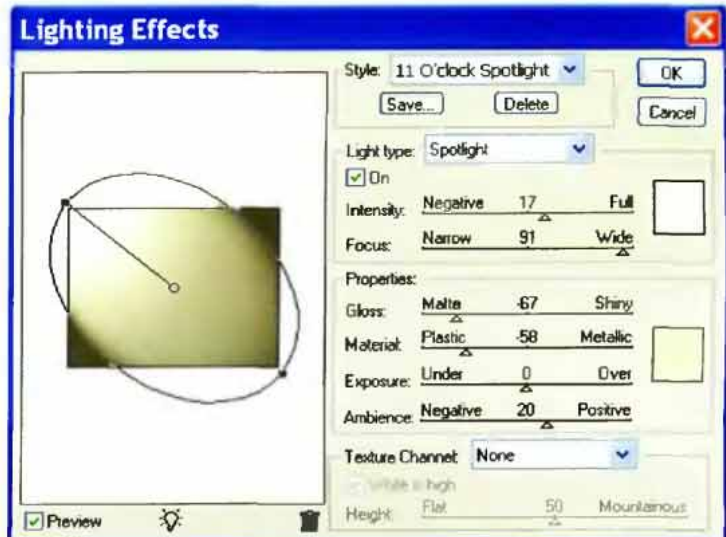 Lighting Effects
Style: 11 O'clock Spotlight
OK
Save...
Delete
Cancel
Light type: Spotlight
On
Intensity: Negative 17 Full
Focus: Narrow 91 Wide
Properties:
Gloss: Matte -67 Shiny
Material: Plastic -58 Metallic
Exposure: Under 0 Over
Ambience: Negative 20 Positive
Texture Channel: None
White is high
Height: Flat 50 Mountainous
Preview